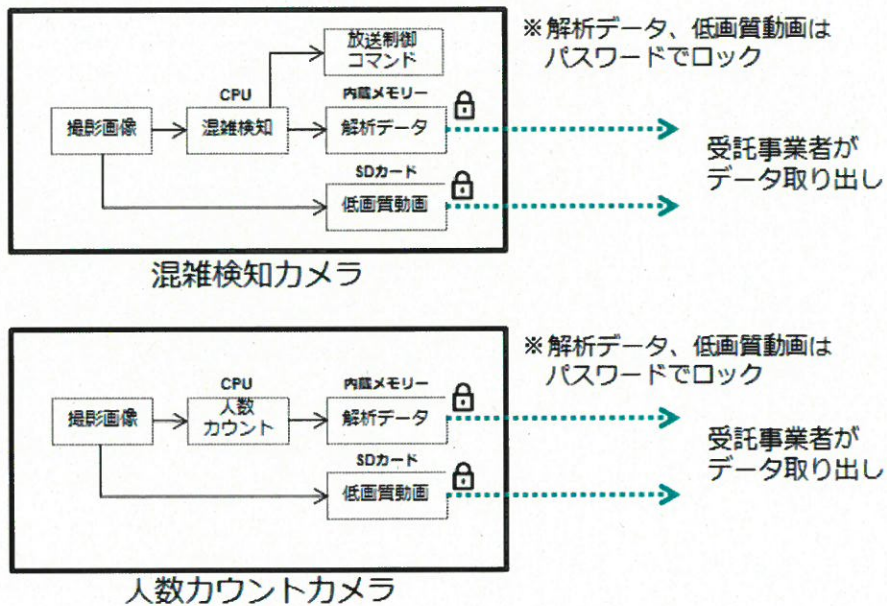 放送制御
コマンド
※解析データ、低画質動画は
パスワードでロック
CPU
内蔵メモリー
撮影画像
混雑検知
解析データ
受託事業者が
データ取り出し
SDカード
低画質動画
混雑検知カメラ
※解析データ、低画質動画は
パスワードでロック
CPU
内蔵メモリー
撮影画像
人数
カウント
解析データ
受託事業者が
データ取り出し
SDカード
低画質動画
人数カウントカメラ